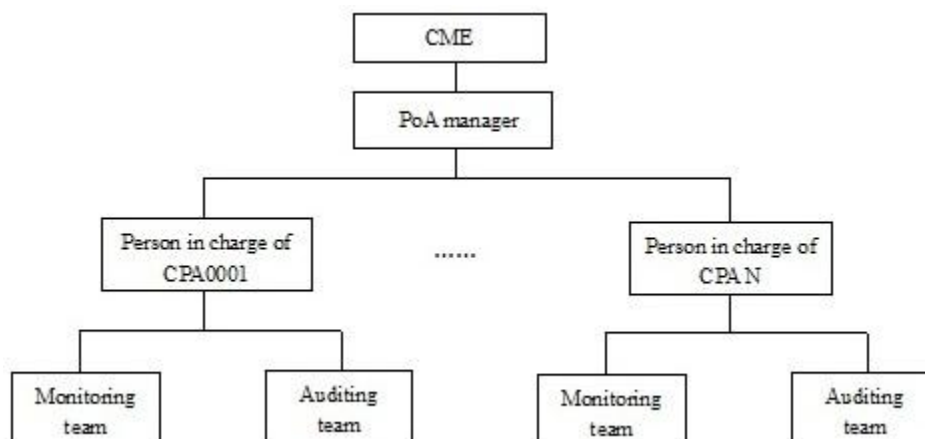 CME
PoA manager
Person in charge of
CPA0001
......
Person in charge of
CPA N
Monitoring
team
Auditing
team
Monitoring
team
Auditing
team